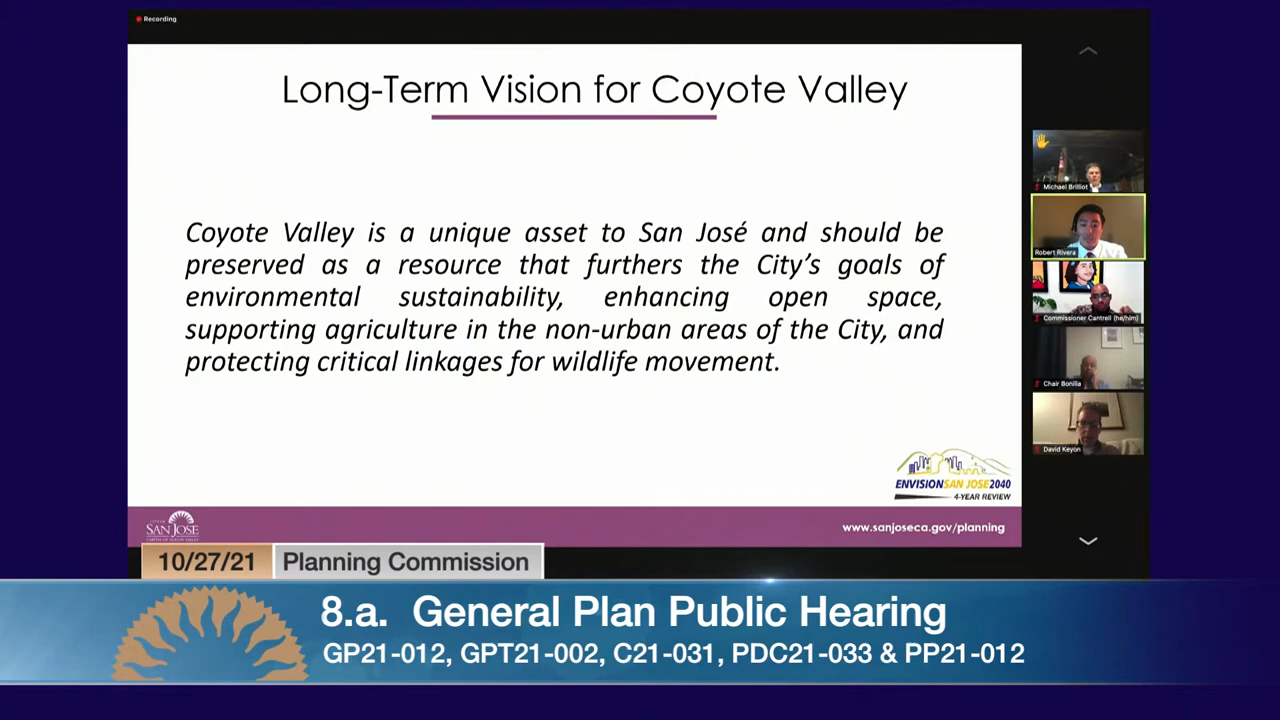 Recording
Long-Term Vision for Coyote Valley
Coyote Valley is a unique asset to San José and should be
preserved as a resource that furthers the City's goals of
environmental sustainability, enhancing open space,
supporting agriculture in the non-urban areas of the City, and
protecting critical linkages for wildlife movement.
Michael Brilliot
Robert Rivera
Commissioner Cantrell (he/him)
Chair Bonilla
David Keyon
ENVISIONSAN JOSE2040
4-YEAR REVIEW
CITY OF
SAN JOSE
CAPITAL OF SILICON VALLEY
www.sanjoseca.gov/planning
10/27/21 Planning Commission
8.a. General Plan Public Hearing
GP21-012, GPT21-002, C21-031, PDC21-033 & PP21-012